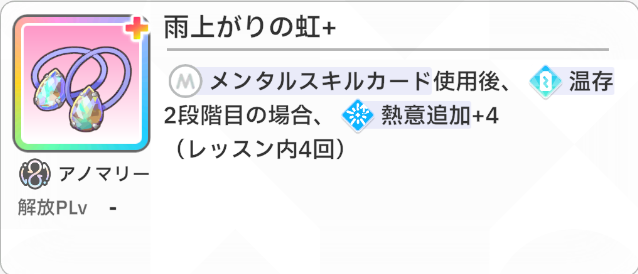 雨上がりの虹+
M メンタルスキルカード使用後、 温存
2段階目の場合、 熱意追加+4
（レッスン内4回）
アノマリー
解放PLv -